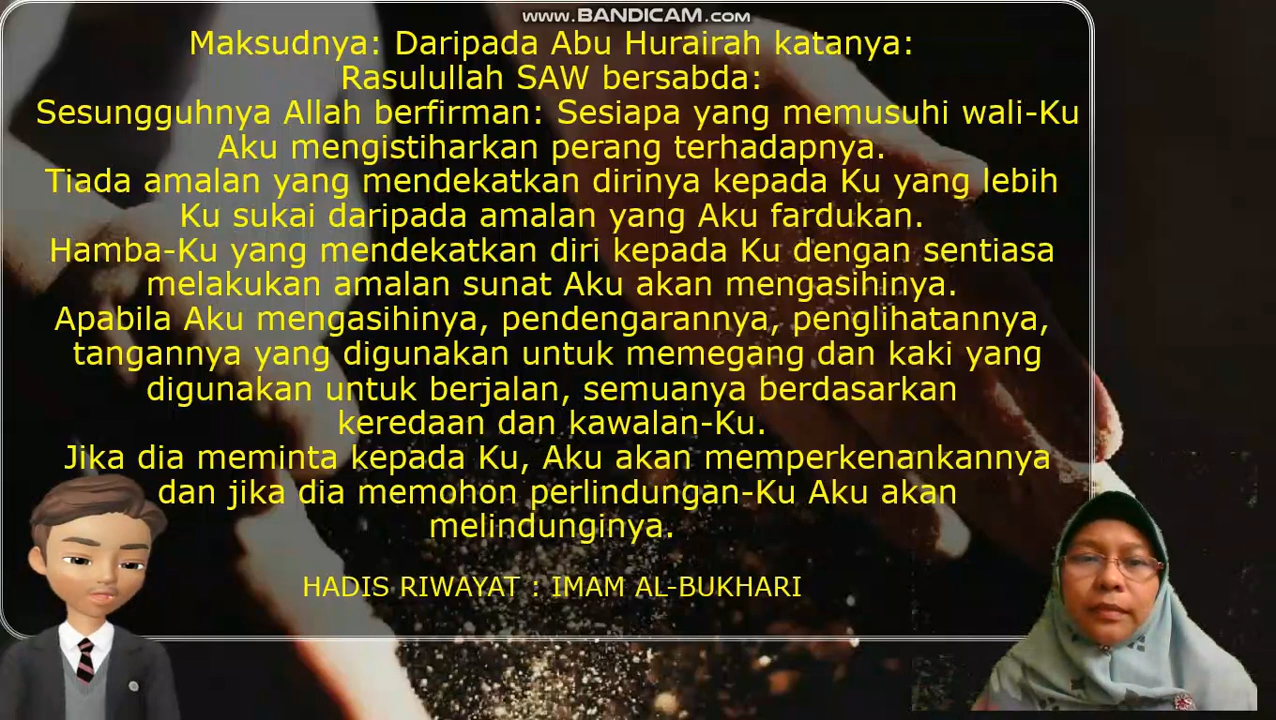 www.BANDICAM.com
Maksudnya: Daripada Abu Hurairah katanya:
Rasulullah SAW bersabda:
Sesungguhnya Allah berfirman: Sesiapa yang memusuhi wali-Ku
Aku mengistiharkan perang terhadapnya.
Tiada amalan yang mendekatkan dirinya kepada Ku yang lebih
Ku sukai daripada amalan yang Aku fardukan.
Hamba-Ku yang mendekatkan diri kepada Ku dengan sentiasa
melakukan amalan sunat Aku akan mengasihinya.
Apabila Aku mengasihinya, pendengarannya, penglihatannya,
tangannya yang digunakan untuk memegang dan kaki yang
digunakan untuk berjalan, semuanya berdasarkan
keredaan dan kawalan-Ku.
Jika dia meminta kepada Ku, Aku akan memperkenankannya
dan jika dia memohon perlindungan-Ku Aku akan
melindunginya.
HADIS RIWAYAT : IMAM AL-BUKHARI